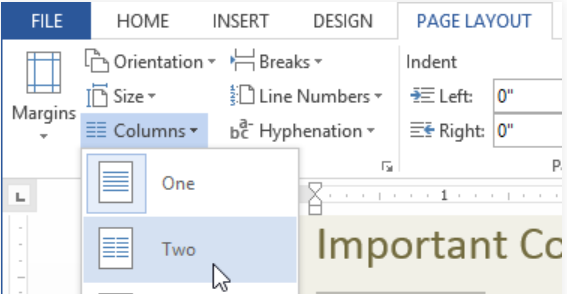 FILE HOME INSERT DESIGN PAGE LAYOUT
Orientation Breaks Indent
Margins Size Line Numbers Left: 0"
Columns Hyphenation Right: 0"
One
1
Two
Important Co